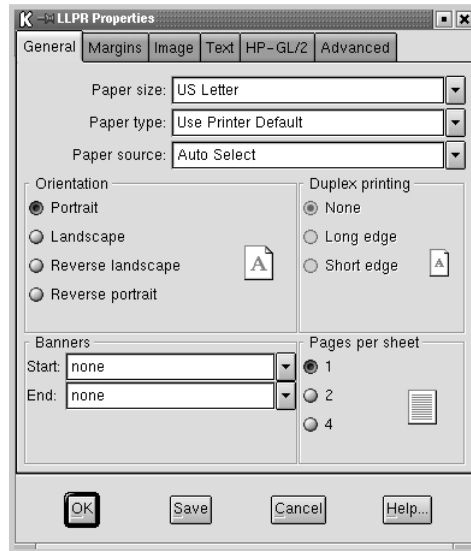 K LLPR Properties
General Margins Image Text HP-GL/2 Advanced
Paper size: US Letter
Paper type: Use Printer Default
Paper source: Auto Select
Orientation
Portrait
Landscape
Reverse landscape
Reverse portrait
A
Duplex printing
None
Long edge
Short edge
A
Banners
Start: none
End: none
Pages per sheet
1
2
4
OK Save Cancel Help...